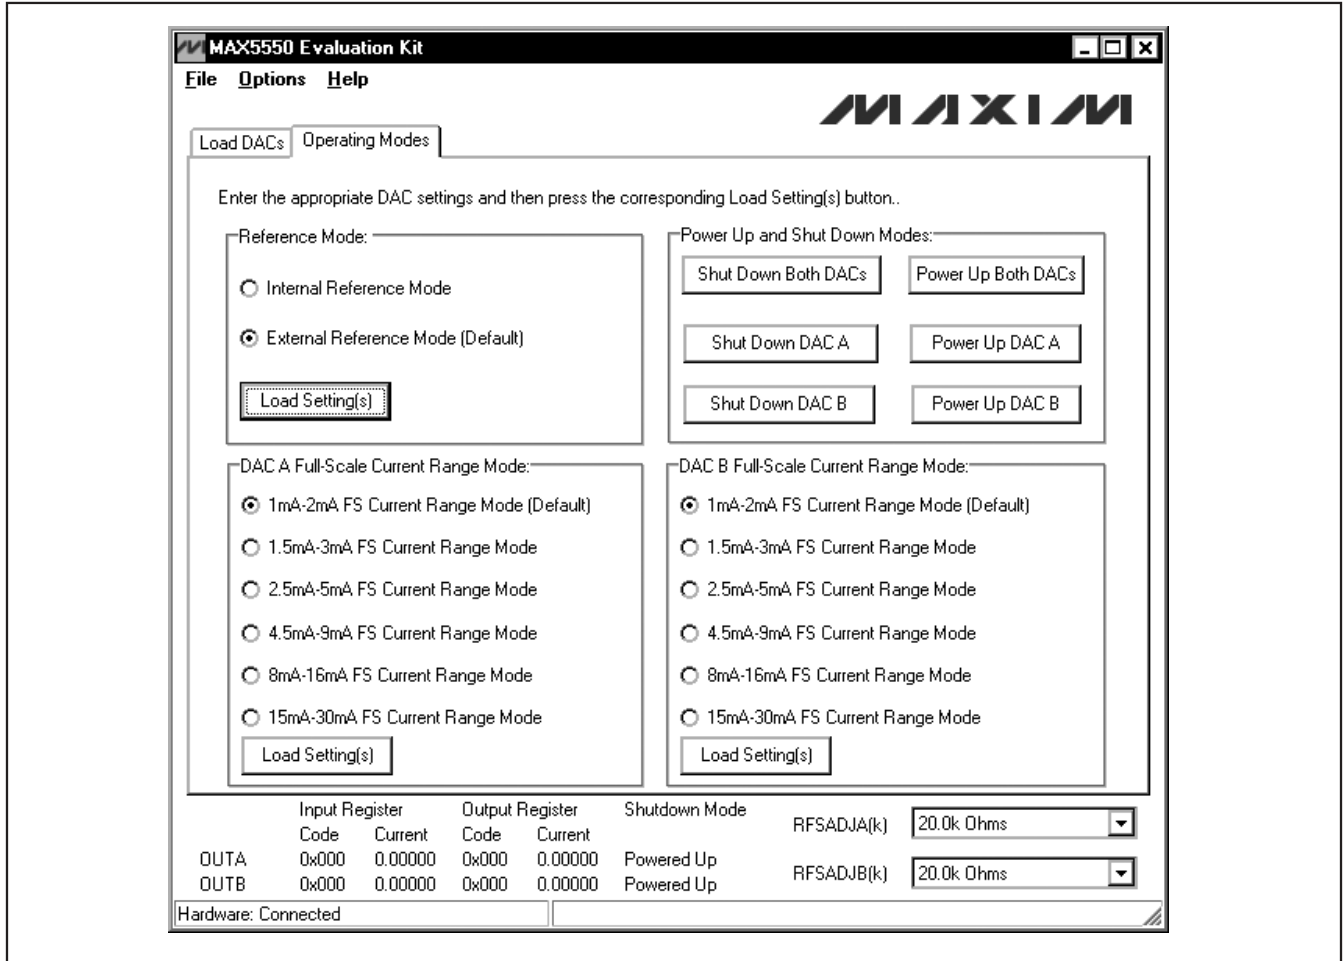 MAX5550 Evaluation Kit
File Options Help
MAXIM
Load DACs Operating Modes
Enter the appropriate DAC settings and then press the corresponding Load Setting(s) button..
Reference Mode:
Internal Reference Mode
External Reference Mode (Default)
Load Setting(s)
Power Up and Shut Down Modes:
Shut Down Both DACs Power Up Both DACs
Shut Down DAC A Power Up DAC A
Shut Down DAC B Power Up DAC B
DAC A Full-Scale Current Range Mode:
1mA-2mA FS Current Range Mode (Default)
1.5mA-3mA FS Current Range Mode
2.5mA-5mA FS Current Range Mode
4.5mA-9mA FS Current Range Mode
8mA-16mA FS Current Range Mode
15mA-30mA FS Current Range Mode
Load Setting(s)
DAC B Full-Scale Current Range Mode:
1mA-2mA FS Current Range Mode (Default)
1.5mA-3mA FS Current Range Mode
2.5mA-5mA FS Current Range Mode
4.5mA-9mA FS Current Range Mode
8mA-16mA FS Current Range Mode
15mA-30mA FS Current Range Mode
Load Setting(s)
Input Register Output Register Shutdown Mode
Code Current Code Current
OUTA 0x000 0.00000 0x000 0.00000 Powered Up
OUTB 0x000 0.00000 0x000 0.00000 Powered Up
RFSADJA(k) 20.0k Ohms
RFSADJB(k) 20.0k Ohms
Hardware: Connected